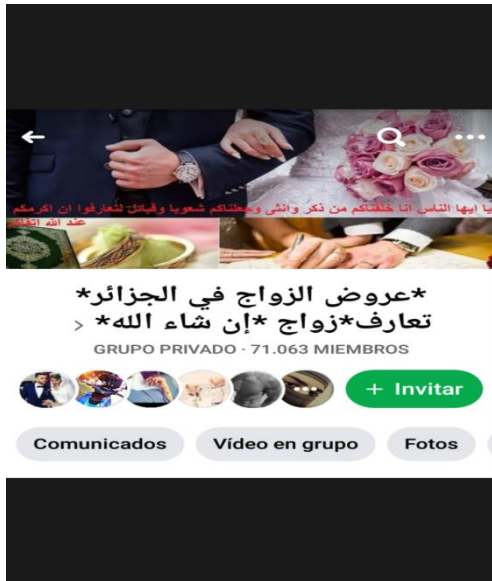 يا ايها الناس انا خلقناكم من ذكر وانثى وجعلناكم شعوبا وقبائل لتعارفوا ان اكرمكم
عند الله اتقاكم
*عروض الزواج في الجزائر*
تعارف*زواج *إن شاء الله* >
GRUPO PRIVADO · 71.063 MIEMBROS
+ Invitar
Comunicados Vídeo en grupo Fotos